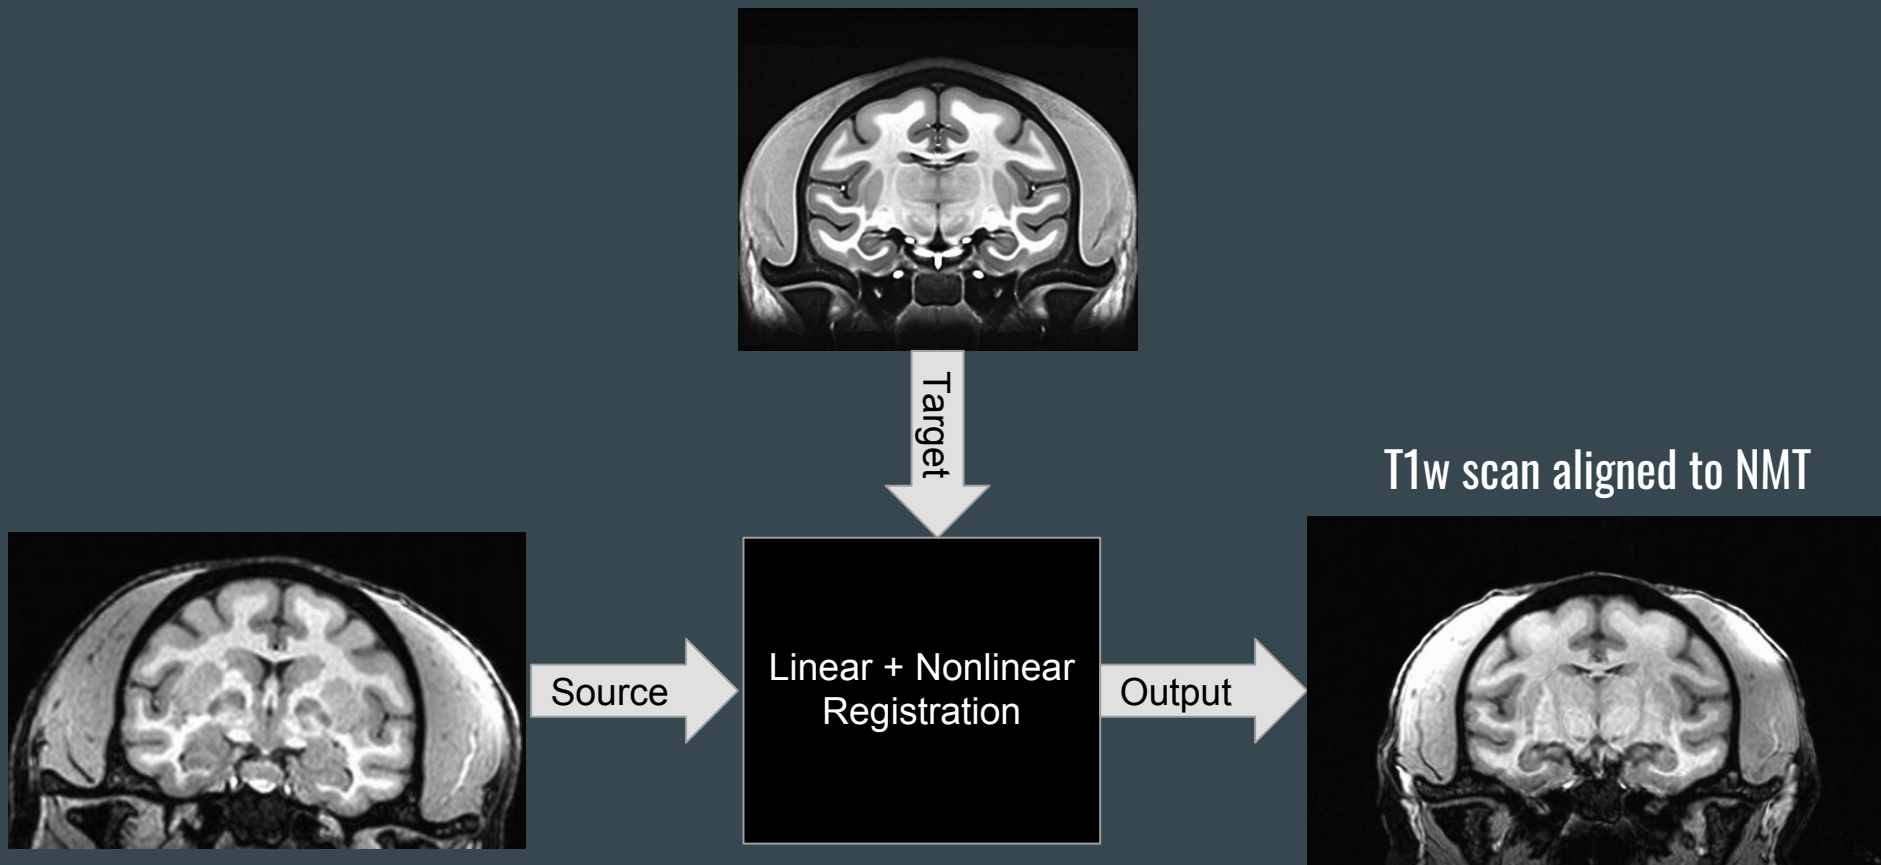 Target
T1w scan aligned to NMT
Source
Linear + Nonlinear
Registration
Output